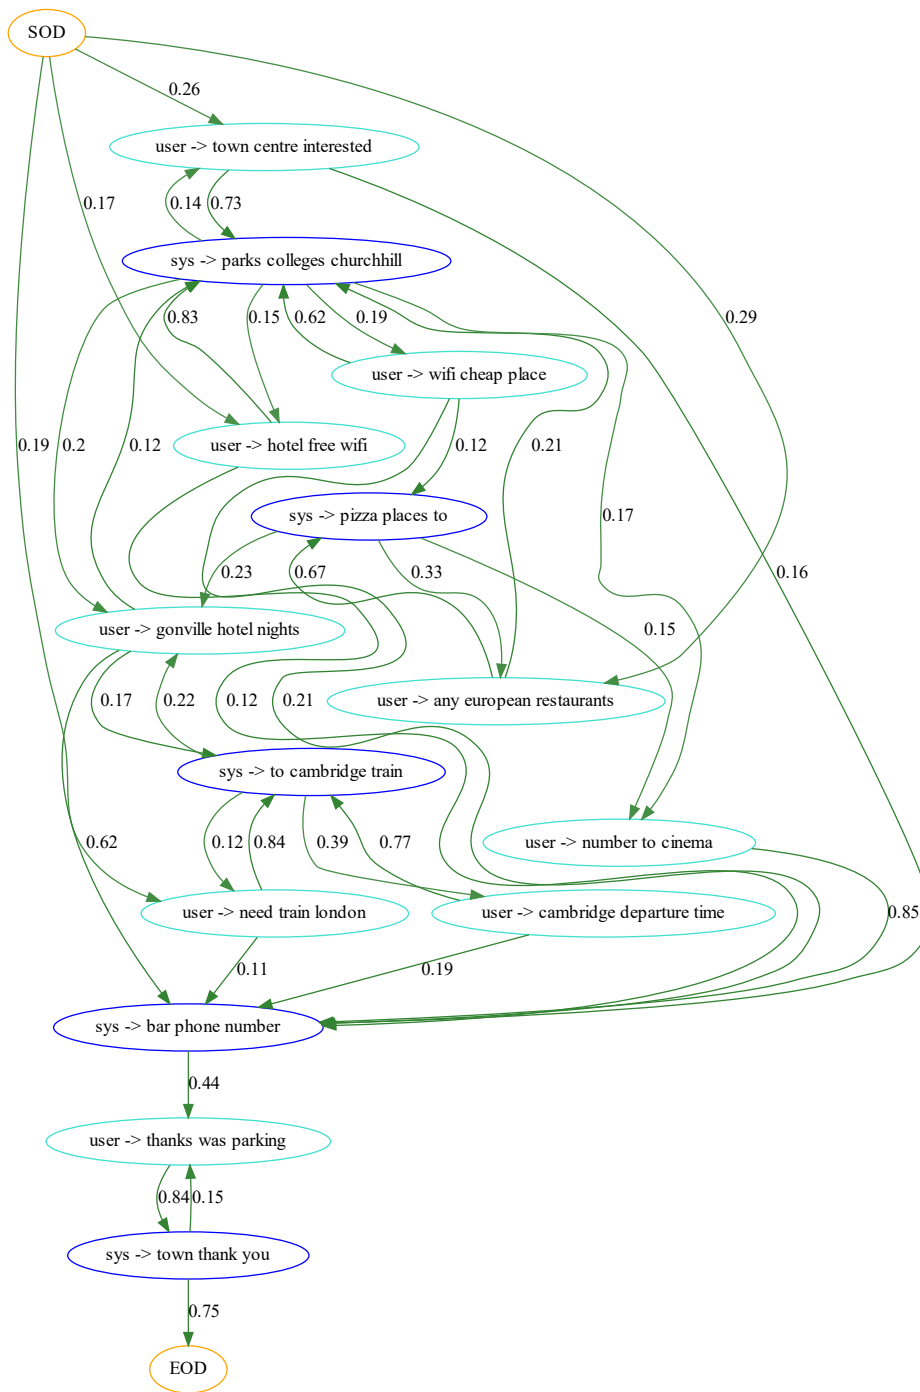 SOD
0.26
user -> town centre interested
0.17
0.14
0.73
sys -> parks colleges churchhill
0.83
0.15
0.62
0.19
0.29
user -> wifi cheap place
0.19
0.2
0.12
user -> hotel free wifi
0.12
0.21
sys -> pizza places to
0.17
0.23
0.67
0.33
0.16
user -> gonville hotel nights
0.15
0.17
0.22
0.12
0.21
user -> any european restaurants
sys -> to cambridge train
0.62
0.12
0.84
0.39
0.77
user -> number to cinema
user -> need train london
user -> cambridge departure time
0.85
0.11
0.19
sys -> bar phone number
0.44
user -> thanks was parking
0.84
0.15
sys -> town thank you
0.75
EOD